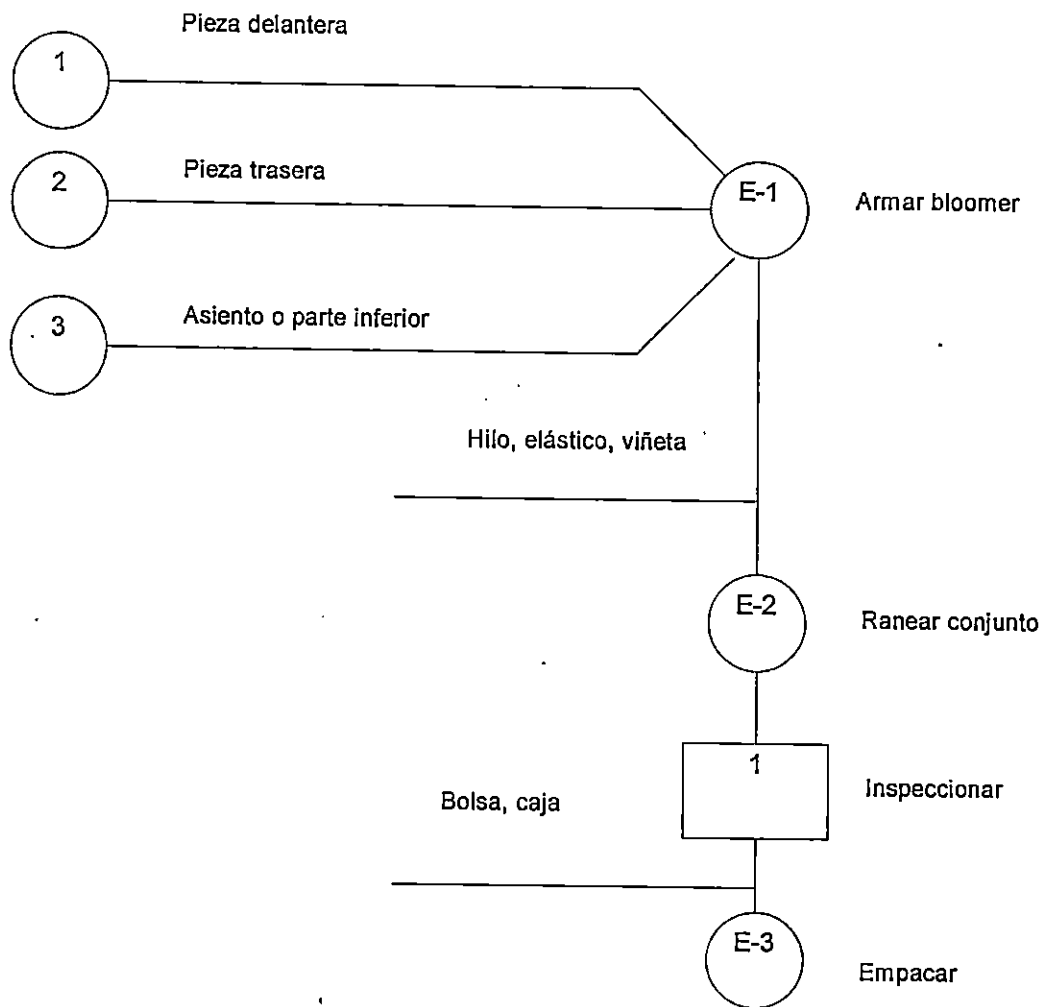 Pieza delantera
1
Pieza trasera
2
E-1
Armar bloomer
Asiento o parte inferior
3
Hilo, elástico, viñeta
E-2
Ranear conjunto
1
Inspeccionar
Bolsa, caja
E-3
Empacar